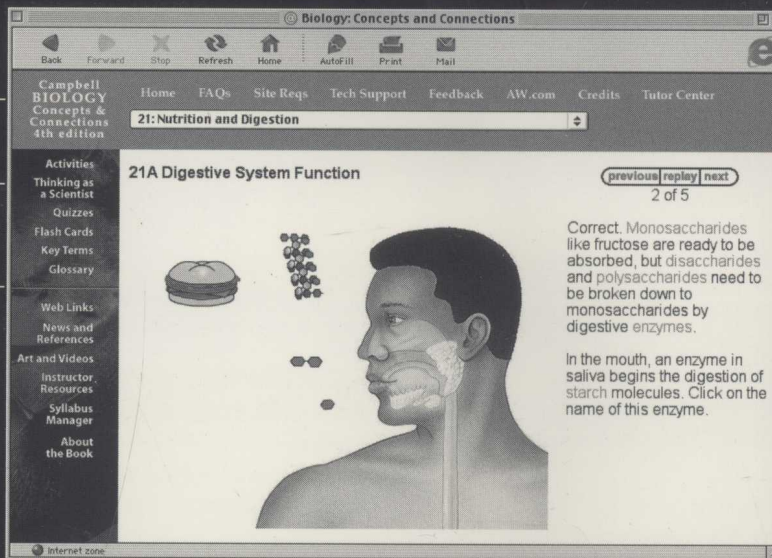 @ Biology: Concepts and Connections
Back Forward Stop Refresh Home AutoFill Print Mail
Campbell
BIOLOGY
Concepts &
Connections
4th edition
Home FAQs Site Reqs Tech Support Feedback AW.com Credits Tutor Center
21: Nutrition and Digestion
Activities
Thinking as
a Scientist
Quizzes
Flash Cards
Key Terms
Glossary
Web Links
News and
References
Art and Videos
Instructor
Resources
Syllabus
Manager
About
the Book
21A Digestive System Function
previous replay next
2 of 5
Correct. Monosaccharides
like fructose are ready to be
absorbed, but disaccharides
and polysaccharides need to
be broken down to
monosaccharides by
digestive enzymes.
In the mouth, an enzyme in
saliva begins the digestion of
starch molecules. Click on the
name of this enzyme.
Internet zone